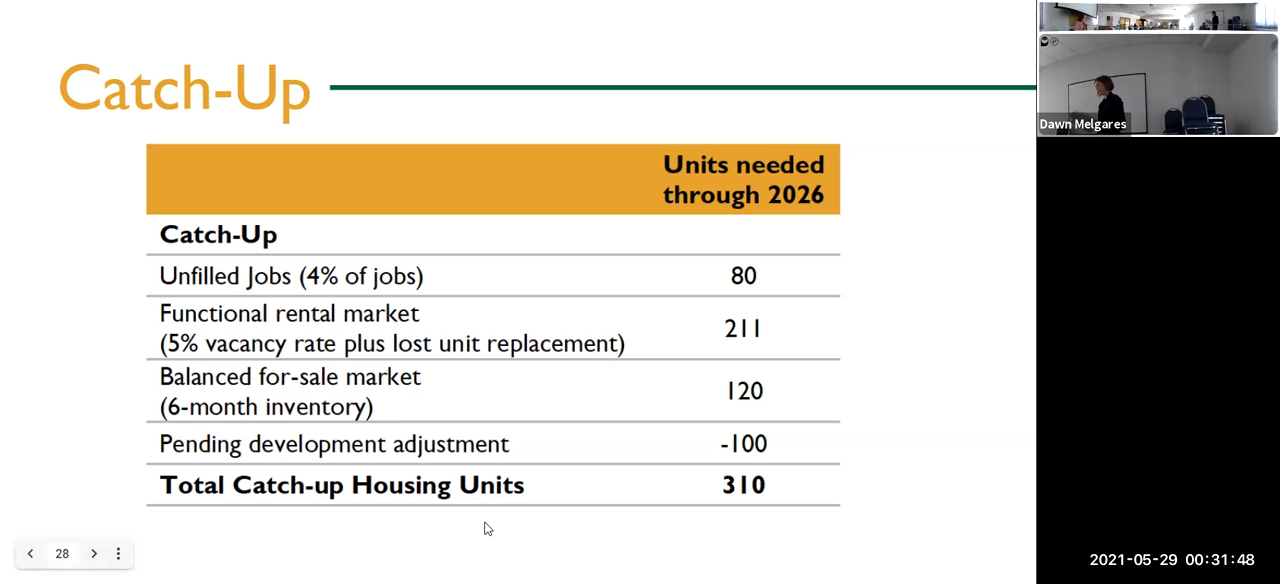 Catch-Up
Units needed
through 2026
Catch-Up
Unfilled Jobs (4% of jobs) 80
Functional rental market
(5% vacancy rate plus lost unit replacement) 211
Balanced for-sale market
(6-month inventory) 120
Pending development adjustment -100
Total Catch-up Housing Units 310
28
Dawn Melgares
2021-05-29 00:31:48